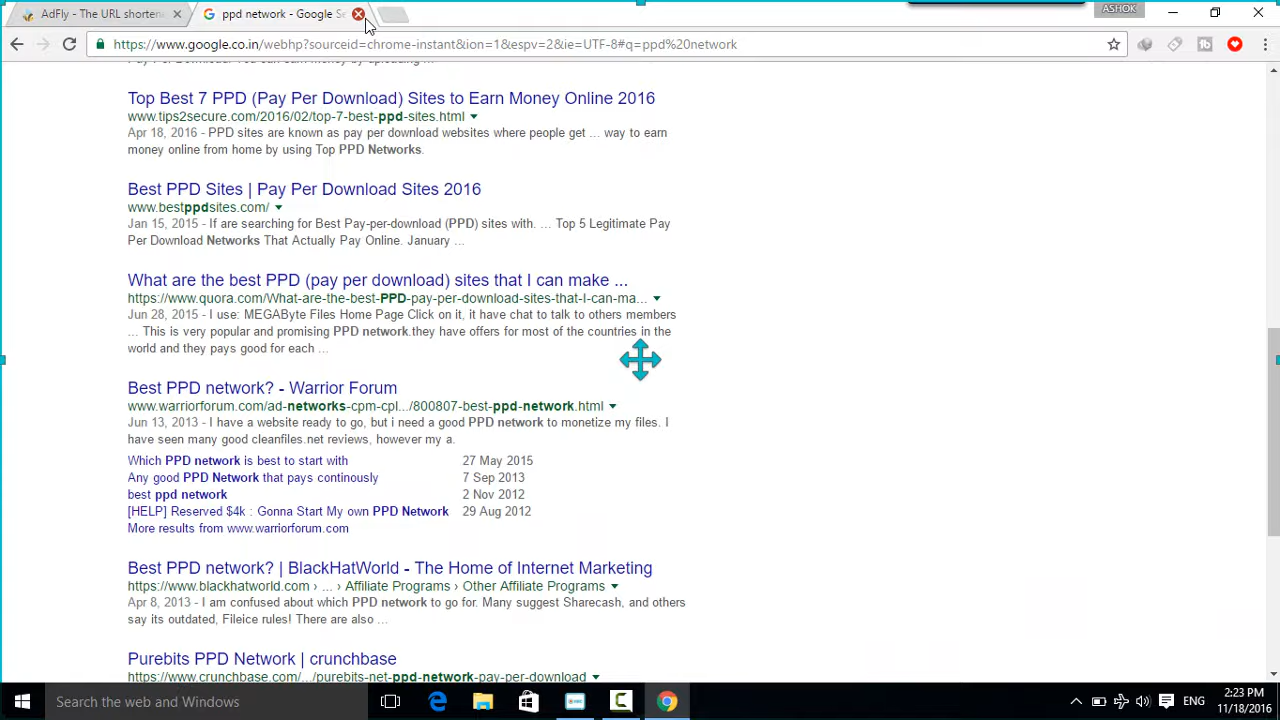 AdFly - The URL shorten
ppd network - Google Se
ASHOK
https://www.google.co.in/webhp?sourceid=chrome-instant&ion=1&espv=2&ie=UTF-8#q=ppd%20network
Top Best 7 PPD (Pay Per Download) Sites to Earn Money Online 2016
www.tips2secure.com/2016/02/top-7-best-ppd-sites.html
Apr 18, 2016 - PPD sites are known as pay per download websites where people get ... way to earn
money online from home by using Top PPD Networks.
Best PPD Sites | Pay Per Download Sites 2016
www.bestppdsites.com/
Jan 15, 2015 - If are searching for Best Pay-per-download (PPD) sites with. ... Top 5 Legitimate Pay
Per Download Networks That Actually Pay Online. January ...
What are the best PPD (pay per download) sites that I can make ...
https://www.quora.com/What-are-the-best-PPD-pay-per-download-sites-that-I-can-ma...
Jun 28, 2015 - I use: MEGAByte Files Home Page Click on it, it have chat to talk to others members
... This is very popular and promising PPD network.they have offers for most of the countries in the
world and they pays good for each ...
Best PPD network? - Warrior Forum
www.warriorforum.com/ad-networks-cpm-cpl.../800807-best-ppd-network.html
Jun 13, 2013 - I have a website ready to go, but i need a good PPD network to monetize my files. I
have seen many good cleanfiles.net reviews, however my a.
Which PPD network is best to start with 27 May 2015
Any good PPD Network that pays continously 7 Sep 2013
best ppd network 2 Nov 2012
[HELP] Reserved $4k : Gonna Start My own PPD Network 29 Aug 2012
More results from www.warriorforum.com
Best PPD network? | BlackHatWorld - The Home of Internet Marketing
https://www.blackhatworld.com › ... › Affiliate Programs › Other Affiliate Programs
Apr 8, 2013 - I am confused about which PPD network to go for. Many suggest Sharecash, and others
say its outdated, Fileice rules! There are also ...
Purebits PPD Network | crunchbase
https://www.crunchbase.com/.../purebits-net-ppd-network-pay-per-download
Search the web and Windows
ENG
2:23 PM
11/18/2016